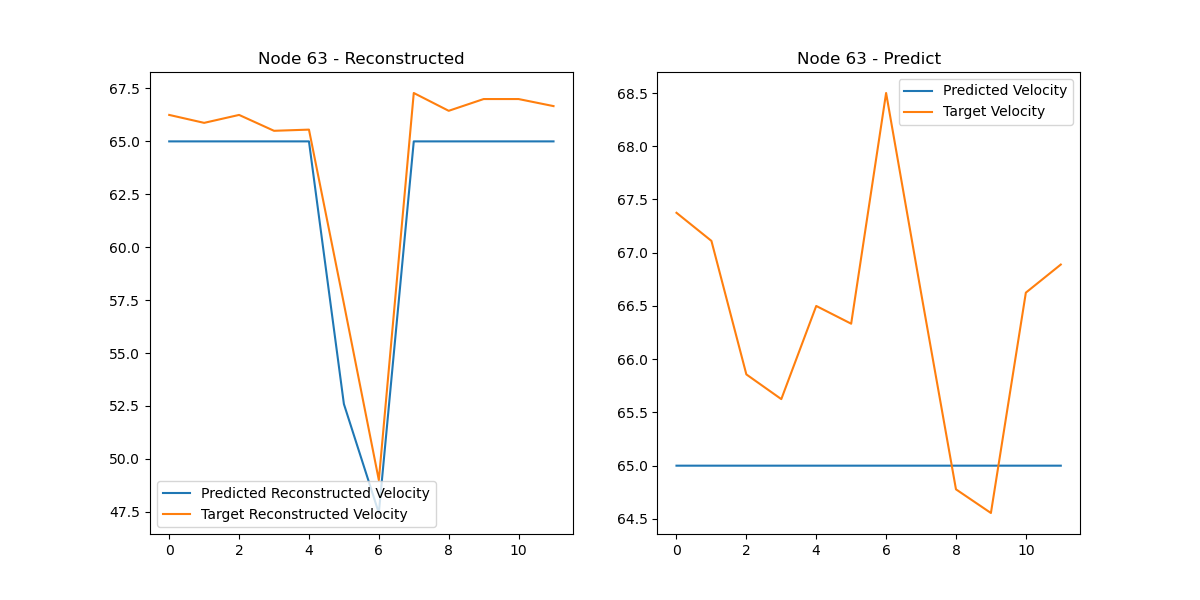 Node 63 - Reconstructed
67.5
65.0
62.5
60.0
57.5
55.0
52.5
50.0
47.5
Predicted Reconstructed Velocity
Target Reconstructed Velocity
0 2 4 6 8 10
Node 63 - Predict
68.5
68.0
67.5
67.0
66.5
66.0
65.5
65.0
64.5
Predicted Velocity
Target Velocity
0 2 4 6 8 10